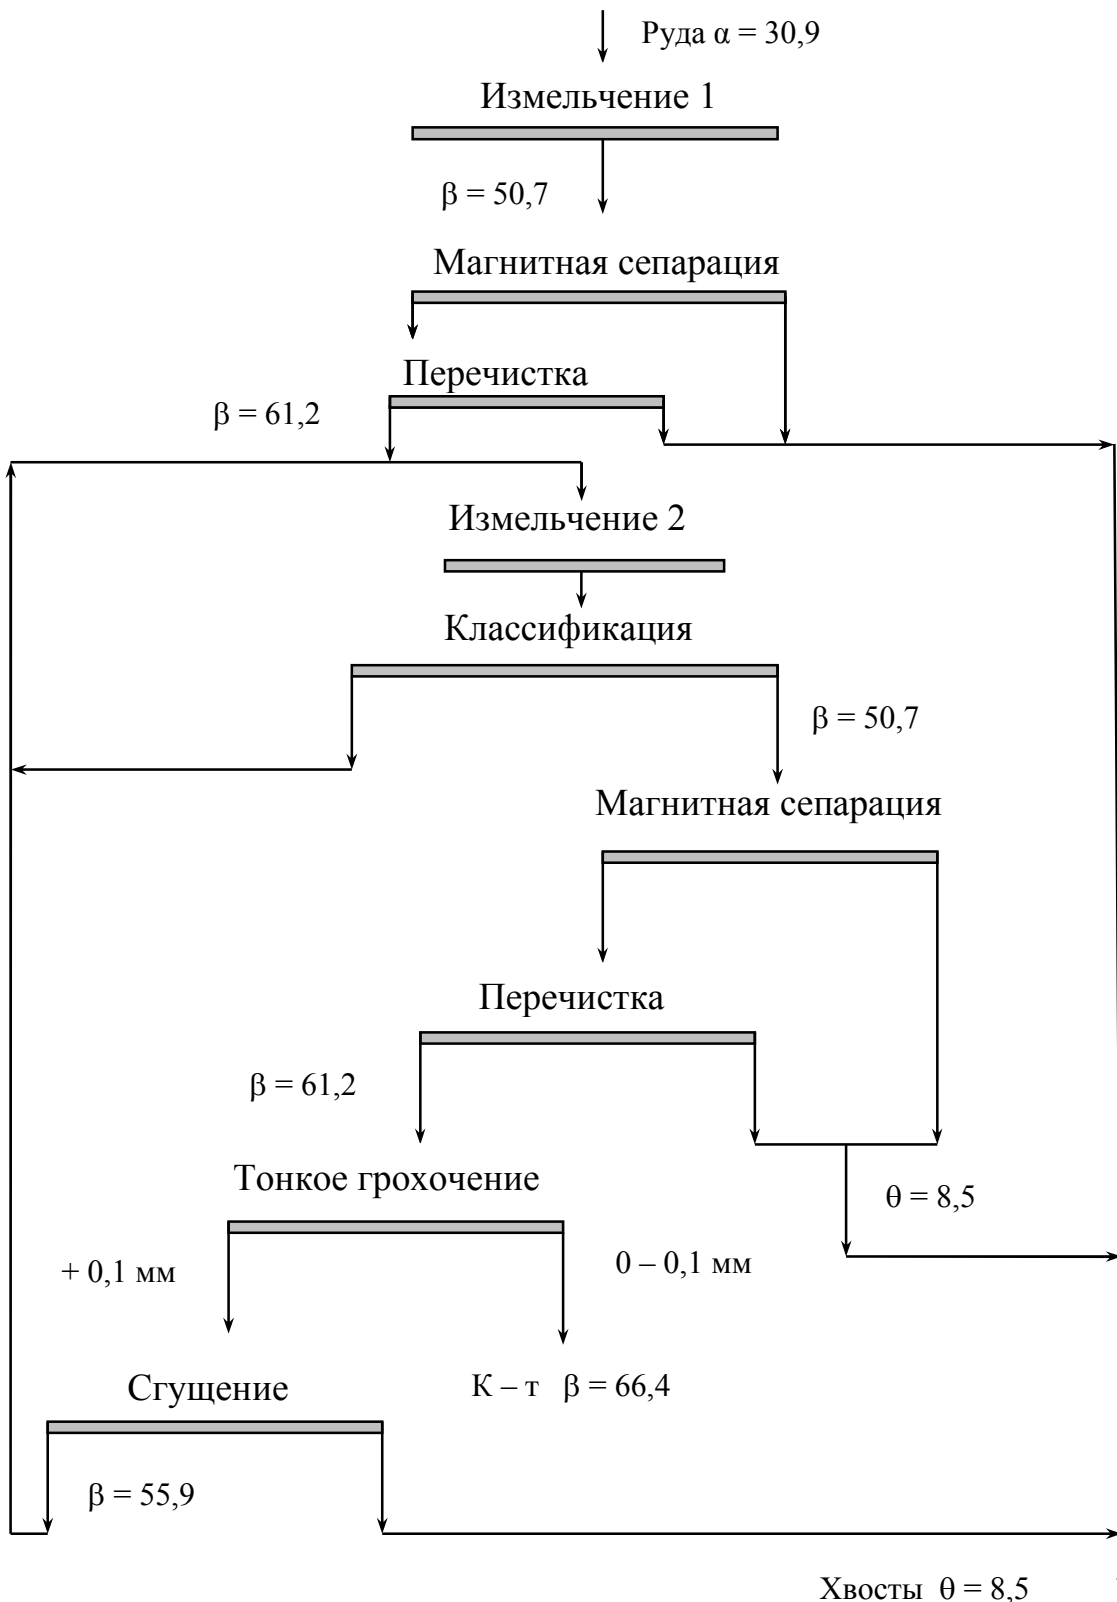 Руда α = 30,9
Измельчение 1
β = 50,7
Магнитная сепарация
Перечистка
β = 61,2
Измельчение 2
Классификация
β = 50,7
Магнитная сепарация
Перечистка
β = 61,2
Тонкое грохочение
θ = 8,5
+ 0,1 мм
0 – 0,1 мм
Сгущение
К – т β = 66,4
β = 55,9
Хвосты θ = 8,5